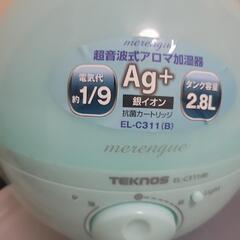 merengue
超音波式アロマ加湿器
電気代
約1/9
Ag+
銀イオン
抗菌カートリッジ
EL-C311(B)
タンク容量
2.8L
merengue
TEKNOS EL-C311(B)
Light